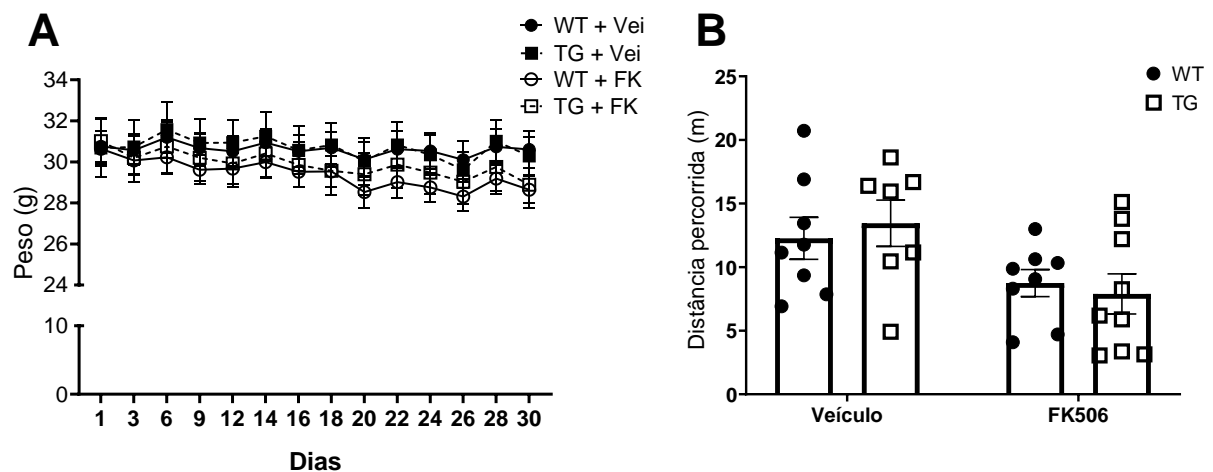 A
WT + Vei
TG + Vei
WT + FK
TG + FK
Peso (g)
34
32
30
28
26
24
10
0
1 3 6 9 12 14 16 18 20 22 24 26 28 30
Dias
B
WT
TG
Distância percorrida (m)
25
20
15
10
5
0
Veículo FK506